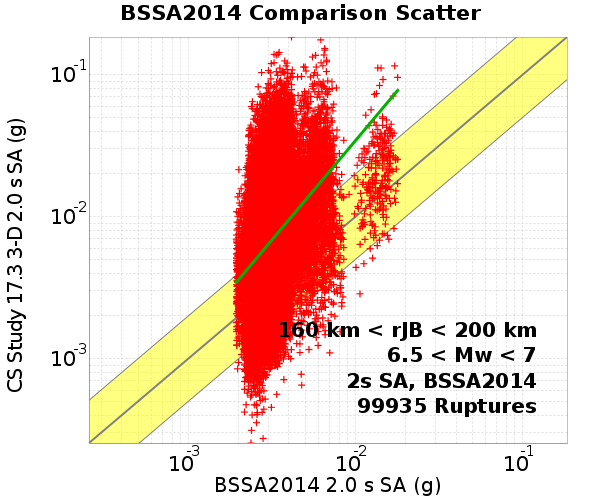 BSSA2014 Comparison Scatter
CS Study 17.3 3-D 2.0 s SA (g)
10-1
10-2
10-3
160 km < rJB < 200 km
6.5 < Mw < 7
2s SA, BSSA2014
99935 Ruptures
10-3
10-2
10-1
BSSA2014 2.0 s SA (g)